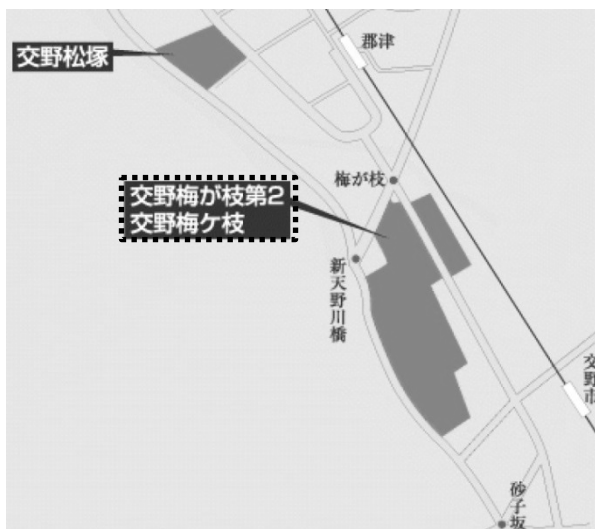 郡津
交野松塚
梅が枝
交野梅が枝第2
交野梅ケ枝
新天野川橋
交野市
砂子坂